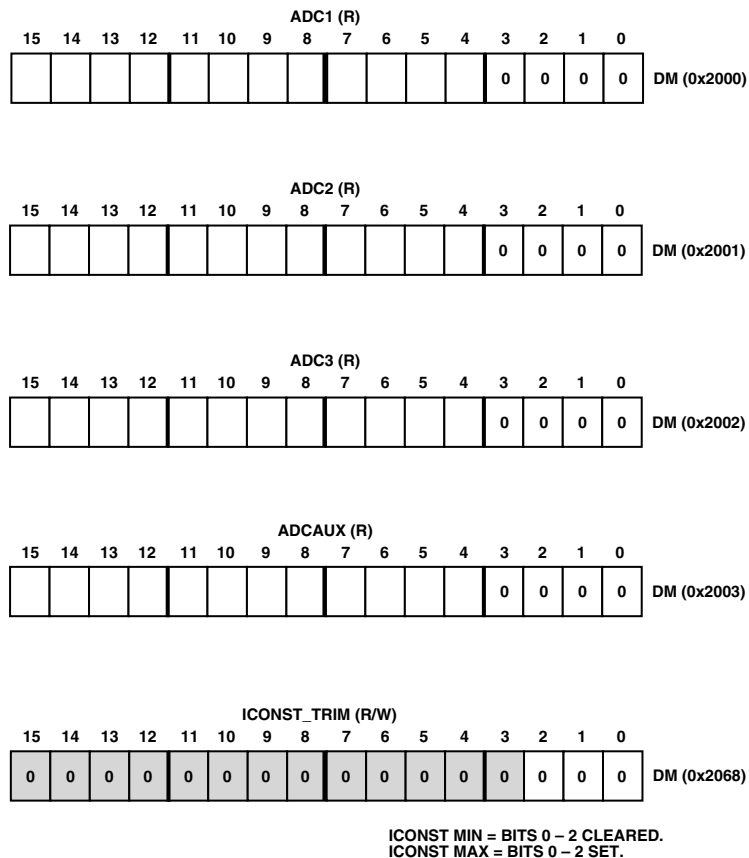 ADC1 (R)
15 14 13 12 11 10 9 8 7 6 5 4 3 2 1 0
0 0 0 0 DM (0x2000)
ADC2 (R)
15 14 13 12 11 10 9 8 7 6 5 4 3 2 1 0
0 0 0 0 DM (0x2001)
ADC3 (R)
15 14 13 12 11 10 9 8 7 6 5 4 3 2 1 0
0 0 0 0 DM (0x2002)
ADCAUX (R)
15 14 13 12 11 10 9 8 7 6 5 4 3 2 1 0
0 0 0 0 DM (0x2003)
ICONST_TRIM (R/W)
15 14 13 12 11 10 9 8 7 6 5 4 3 2 1 0
0 0 0 0 0 0 0 0 0 0 0 0 0 0 0 0 DM (0x2068)
ICONST MIN = BITS 0 – 2 CLEARED.
ICONST MAX = BITS 0 – 2 SET.